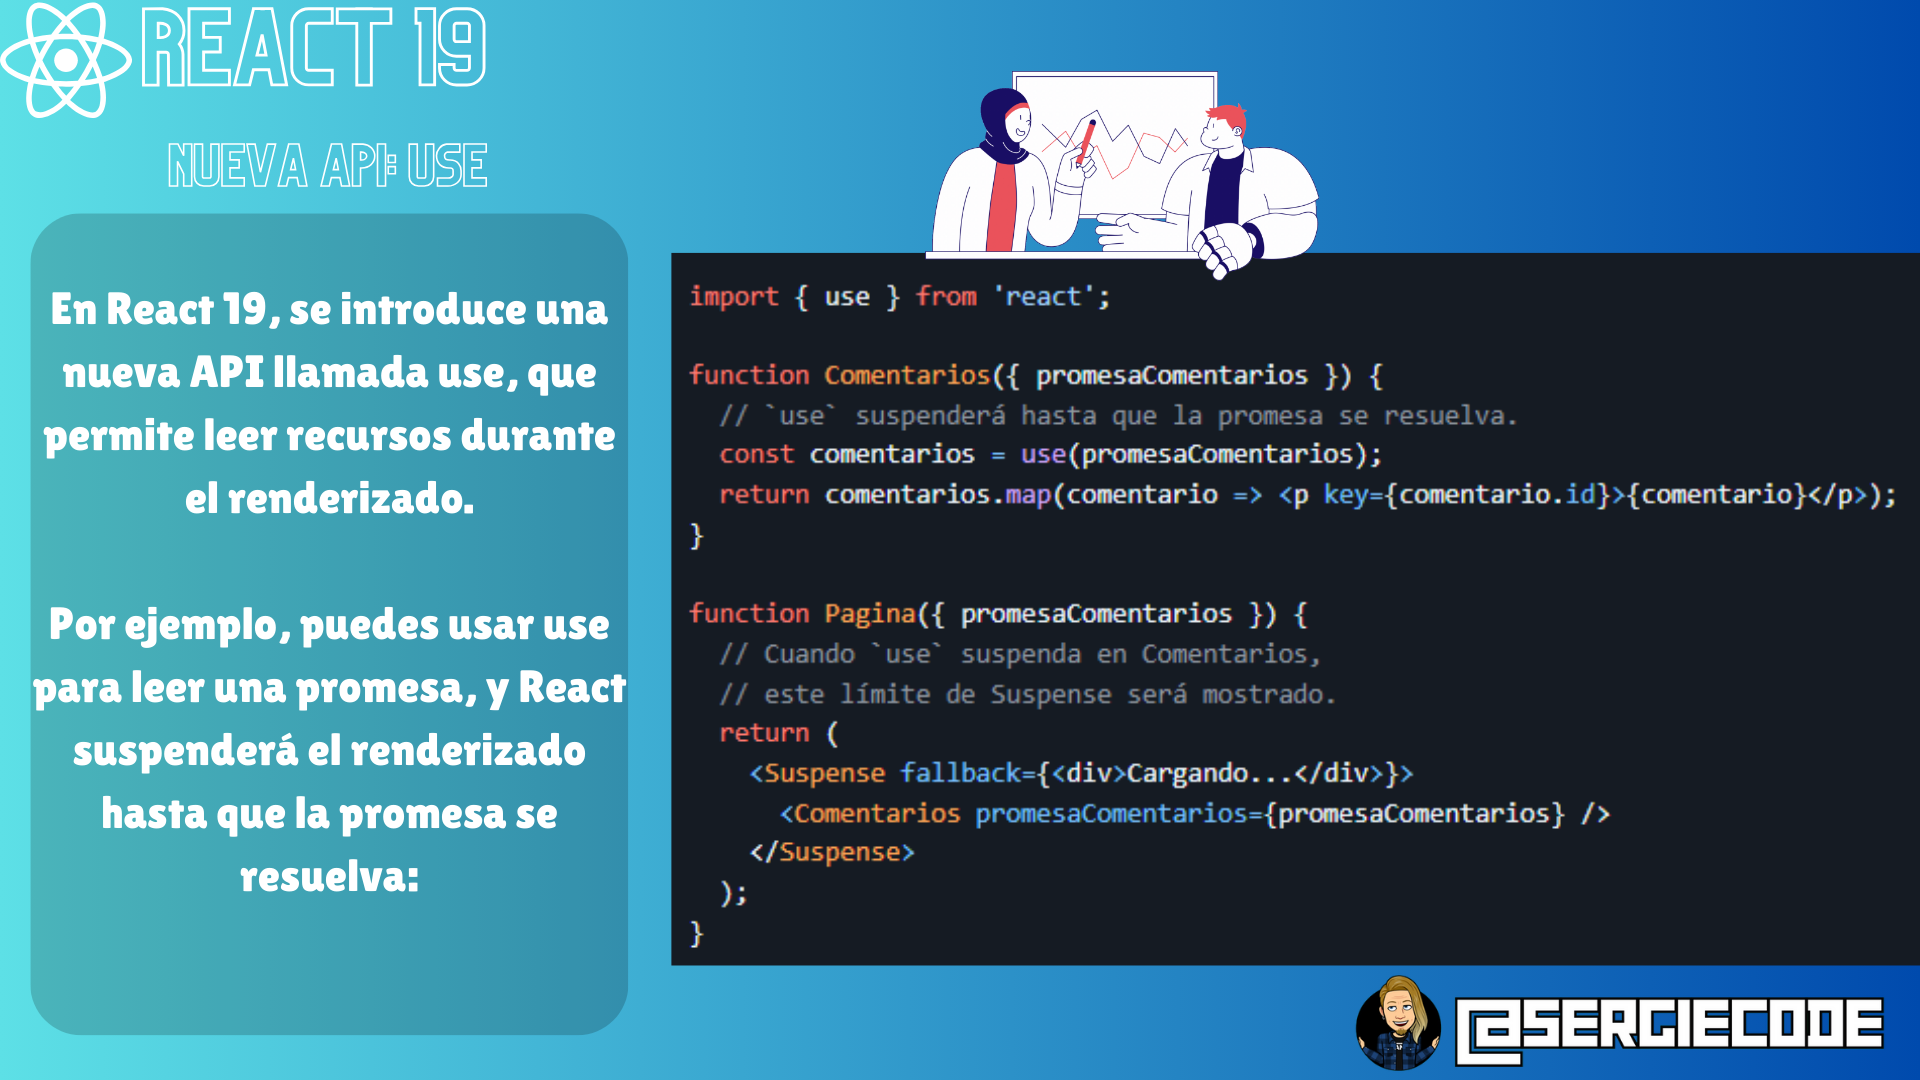 REACT 19
NUEVA API: USE
En React 19, se introduce una
nueva API llamada use, que
permite leer recursos durante
el renderizado.
Por ejemplo, puedes usar use
para leer una promesa, y React
suspenderá el renderizado
hasta que la promesa se
resuelva:
import { use } from 'react';
function Comentarios({ promesaComentarios }) {
  // `use` suspenderá hasta que la promesa se resuelva.
  const comentarios = use(promesaComentarios);
  return comentarios.map(comentario => <p key={comentario.id}>{comentario}</p>);
}
function Pagina({ promesaComentarios }) {
  // Cuando `use` suspenda en Comentarios,
  // este límite de Suspense será mostrado.
  return (
    <Suspense fallback={<div>Cargando...</div>}>
      <Comentarios promesaComentarios={promesaComentarios} />
    </Suspense>
  );
}
@SERGIECODE